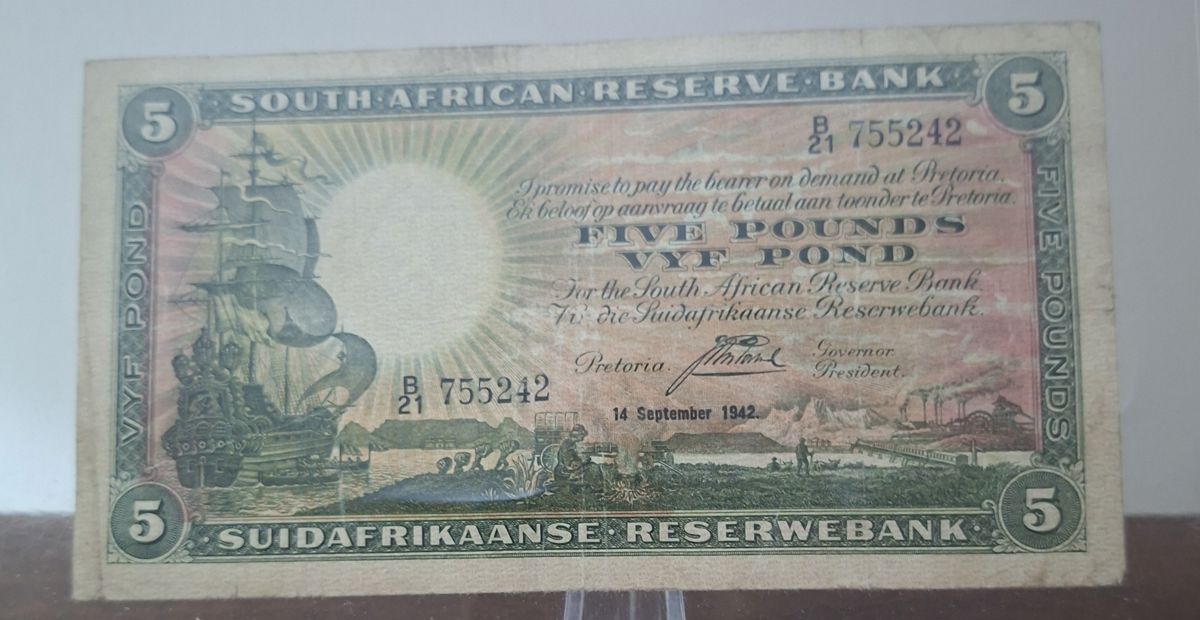 5 SOUTH·AFRICAN·RESERVE·BANK 5
B/21 755242
I promise to pay the bearer on demand at Pretoria.
Ek beloof op aanvraag te betaal aan toonder te Pretoria.
FIVE POUNDS
VYF POND
For the South African Reserve Bank
Vir die Suidafrikaanse Reserwebank.
Pretoria. Governor.
President.
B/21 755242
14 September 1942.
VYF POND
FIVE POUNDS
5 ·SUIDAFRIKAANSE·RESERWEBANK· 5